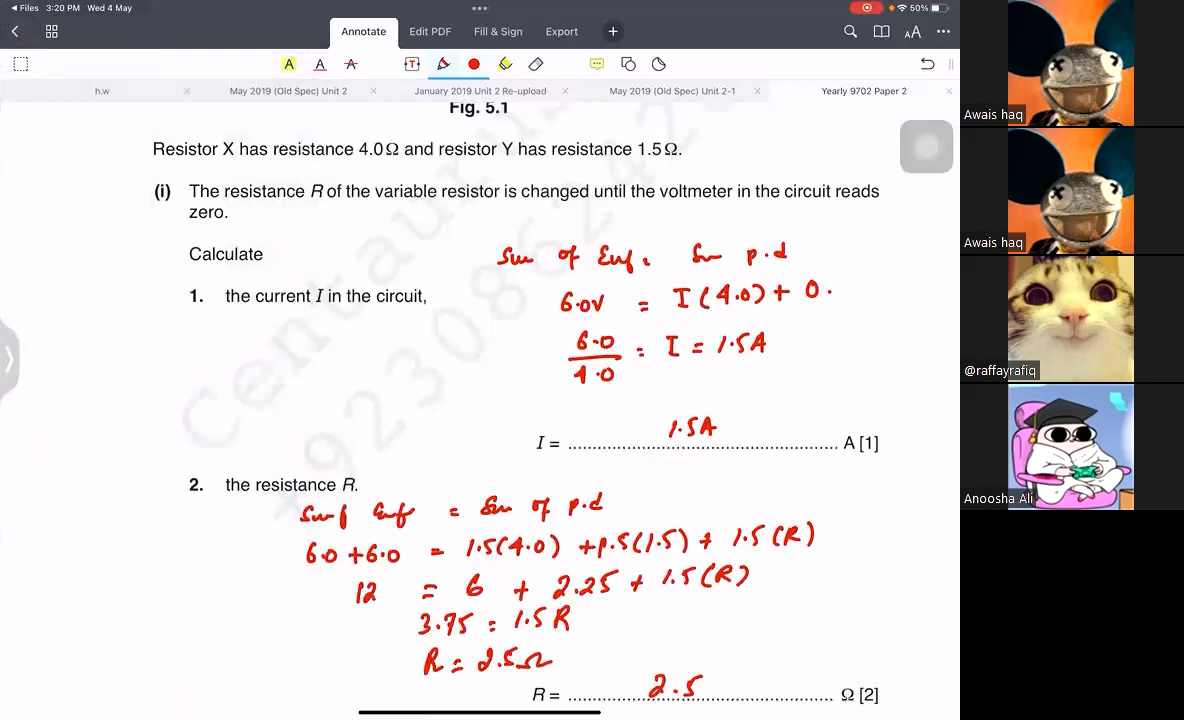 Files 3:20 PM Wed 4 May
50%
Annotate Edit PDF Fill & Sign Export
h.w May 2019 (Old Spec) Unit 2 January 2019 Unit 2 Re-upload May 2019 (Old Spec) Unit 2-1 Yearly 9702 Paper 2
Fig. 5.1
Resistor X has resistance 4.0 Ω and resistor Y has resistance 1.5 Ω.
(i) The resistance R of the variable resistor is changed until the voltmeter in the circuit reads
zero.
Calculate
Sum of Emf = Sum p.d
1. the current I in the circuit,
6.0V = I(4.0) + 0.
6.0/4.0 = I = 1.5A
1.5A
I = ........ A [1]
2. the resistance R.
Sum of Emf = Sum of p.d
6.0+6.0 = 1.5(4.0) + 1.5(1.5) + 1.5(R)
12 = 6 + 2.25 + 1.5(R)
3.75 = 1.5R
R = 2.5Ω
2.5
R = ........ Ω [2]
Centaurus
+923086242
Awais haq
Awais haq
@raffayrafiq
Anoosha Ali